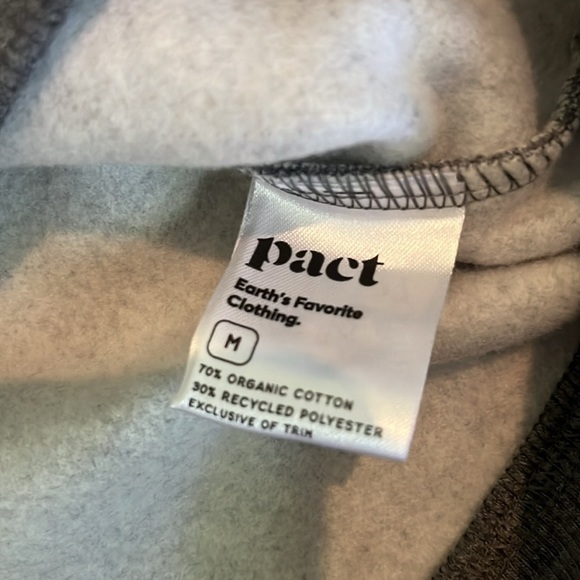 pact
Earth's Favorite
Clothing.
M
70% ORGANIC COTTON
30% RECYCLED POLYESTER
EXCLUSIVE OF TRIM